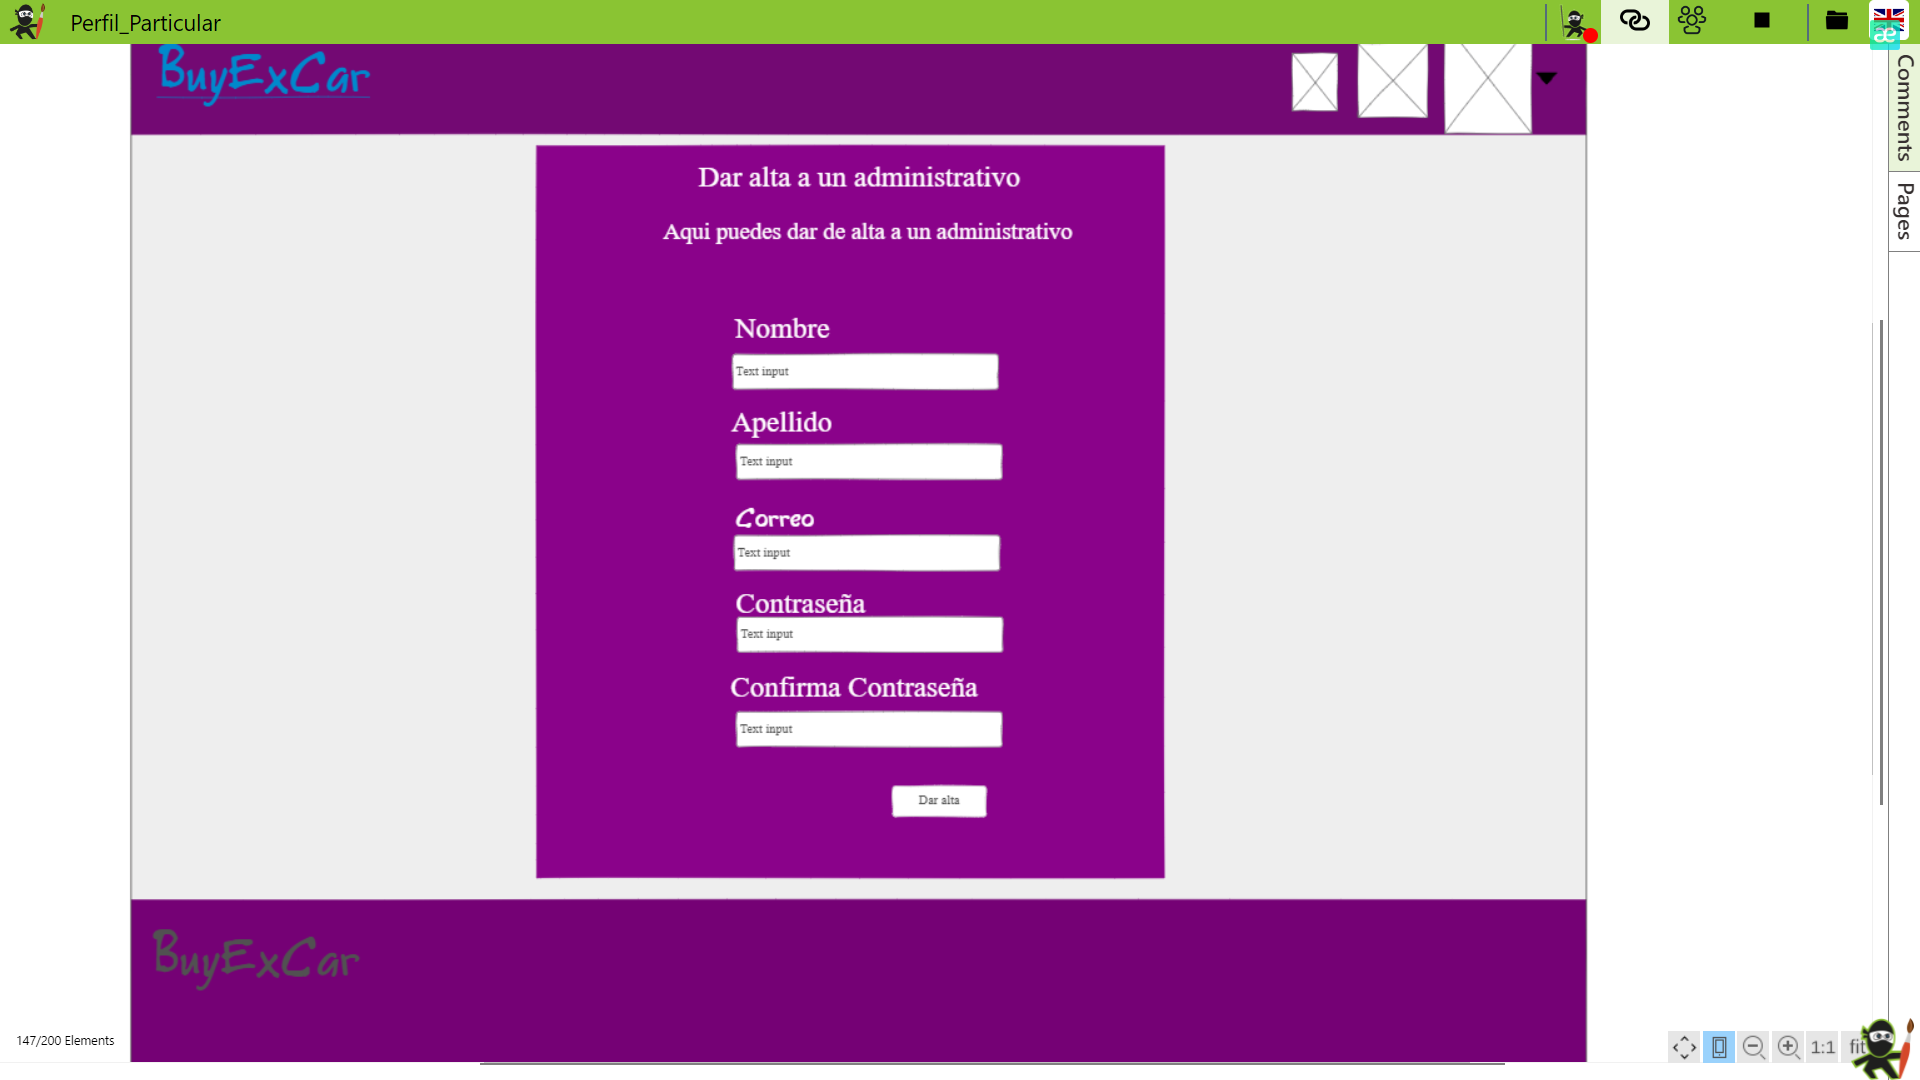 Perfil_Particular
æ
BuyExCar
Comments
Pages
Dar alta a un administrativo
Aqui puedes dar de alta a un administrativo
Nombre
Text input
Apellido
Text input
Correo
Text input
Contraseña
Text input
Confirma Contraseña
Text input
Dar alta
BuyExCar
147/200 Elements
1:1
fit